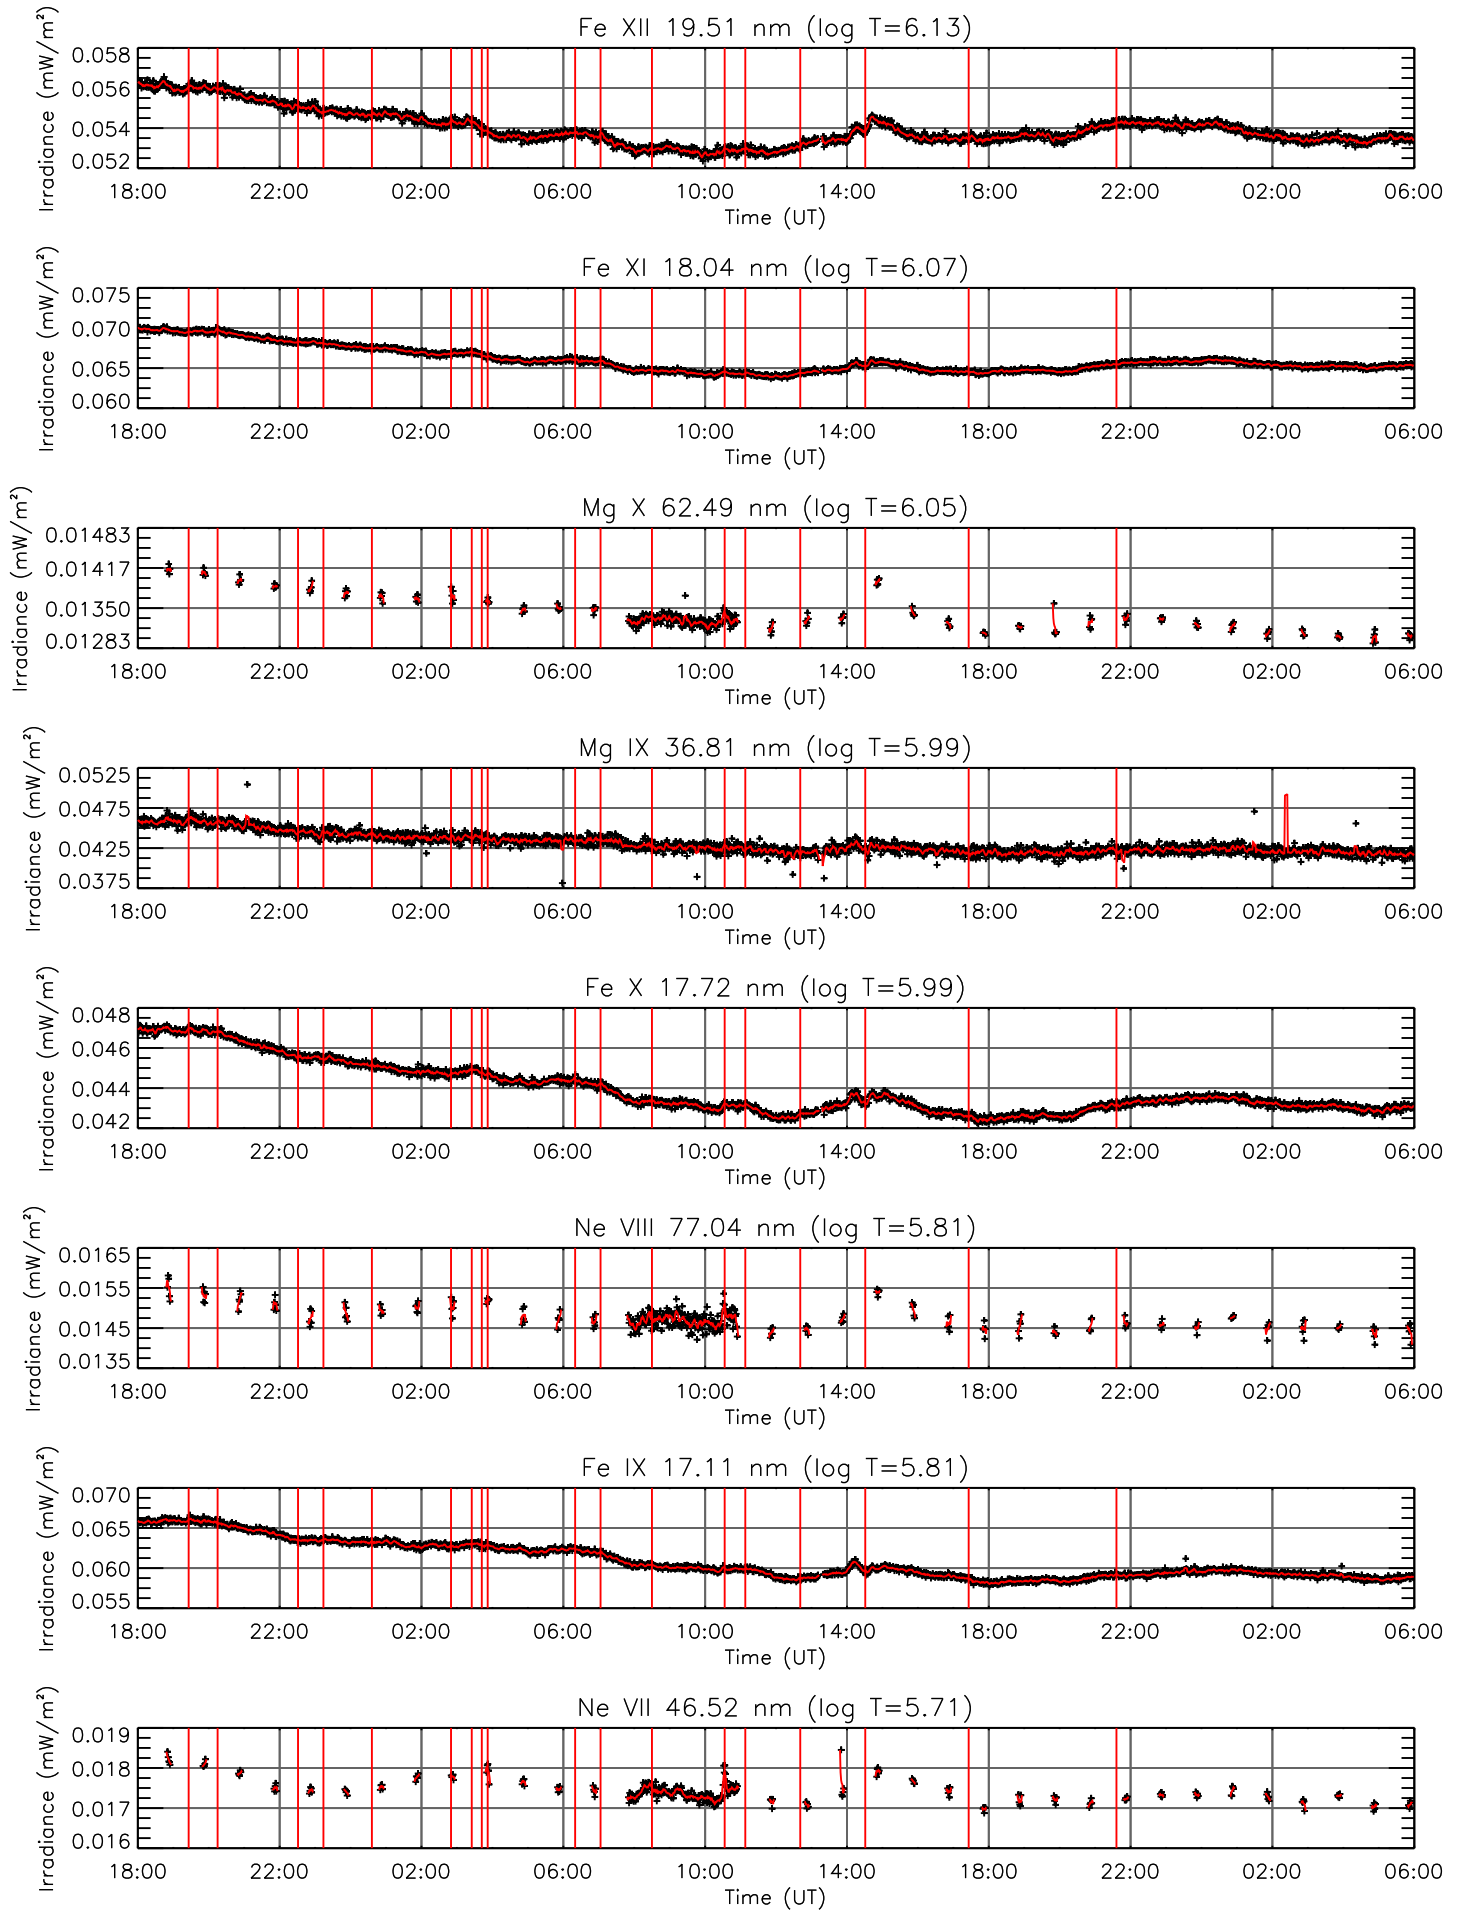 Fe XII 19.51 nm (log T=6.13)
Irradiance (mW/m²)
0.058
0.056
0.054
0.052
18:00 22:00 02:00 06:00 10:00 14:00 18:00 22:00 02:00 06:00
Time (UT)
Fe XI 18.04 nm (log T=6.07)
Irradiance (mW/m²)
0.075
0.070
0.065
0.060
18:00 22:00 02:00 06:00 10:00 14:00 18:00 22:00 02:00 06:00
Time (UT)
Mg X 62.49 nm (log T=6.05)
Irradiance (mW/m²)
0.01483
0.01417
0.01350
0.01283
18:00 22:00 02:00 06:00 10:00 14:00 18:00 22:00 02:00 06:00
Time (UT)
Mg IX 36.81 nm (log T=5.99)
Irradiance (mW/m²)
0.0525
0.0475
0.0425
0.0375
18:00 22:00 02:00 06:00 10:00 14:00 18:00 22:00 02:00 06:00
Time (UT)
Fe X 17.72 nm (log T=5.99)
Irradiance (mW/m²)
0.048
0.046
0.044
0.042
18:00 22:00 02:00 06:00 10:00 14:00 18:00 22:00 02:00 06:00
Time (UT)
Ne VIII 77.04 nm (log T=5.81)
Irradiance (mW/m²)
0.0165
0.0155
0.0145
0.0135
18:00 22:00 02:00 06:00 10:00 14:00 18:00 22:00 02:00 06:00
Time (UT)
Fe IX 17.11 nm (log T=5.81)
Irradiance (mW/m²)
0.070
0.065
0.060
0.055
18:00 22:00 02:00 06:00 10:00 14:00 18:00 22:00 02:00 06:00
Time (UT)
Ne VII 46.52 nm (log T=5.71)
Irradiance (mW/m²)
0.019
0.018
0.017
0.016
18:00 22:00 02:00 06:00 10:00 14:00 18:00 22:00 02:00 06:00
Time (UT)